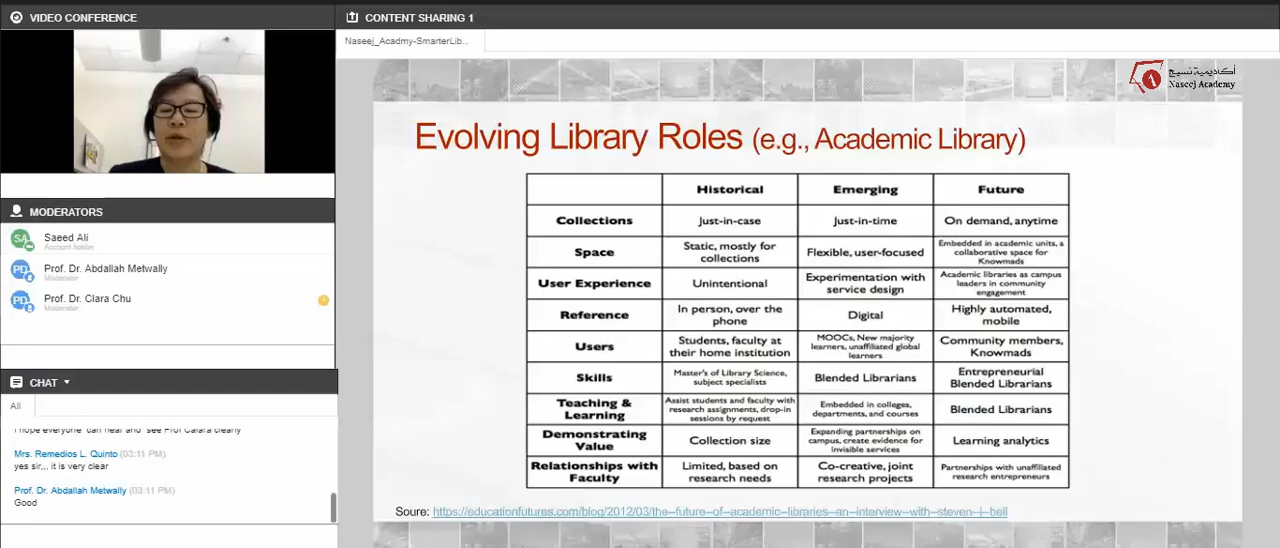 VIDEO CONFERENCE
MODERATORS
SA
Saeed Ali
Account holder
PD
Prof. Dr. Abdallah Metwally
Moderator
PD
Prof. Dr. Clara Chu
Moderator
CHAT
All
I hope everyone can hear and see Prof Calara clearly
Mrs. Remedios L. Quinto (03:11 PM)
yes sir... it is very clear
Prof. Dr. Abdallah Metwally (03:11 PM)
Good
CONTENT SHARING 1
Naseej_Acadmy-SmarterLib...
أكاديمية نسيج
Naseej Academy
Evolving Library Roles (e.g., Academic Library)
Historical Emerging Future
Collections Just-in-case Just-in-time On demand, anytime
Space Static, mostly for collections Flexible, user-focused Embedded in academic units, a collaborative space for Knowmads
User Experience Unintentional Experimentation with service design Academic libraries as campus leaders in community engagement
Reference In person, over the phone Digital Highly automated, mobile
Users Students, faculty at their home institution MOOCs, New majority learners, unaffiliated global learners Community members, Knowmads
Skills Master's of Library Science, subject specialists Blended Librarians Entrepreneurial Blended Librarians
Teaching & Learning Assist students and faculty with research assignments, drop-in sessions by request Embedded in colleges, departments, and courses Blended Librarians
Demonstrating Value Collection size Expanding partnerships on campus, create evidence for invisible services Learning analytics
Relationships with Faculty Limited, based on research needs Co-creative, joint research projects Partnerships with unaffiliated research entrepreneurs
Soure: https://educationfutures.com/blog/2012/03/the-future-of-academic-libraries-an-interview-with-steven-j-bell